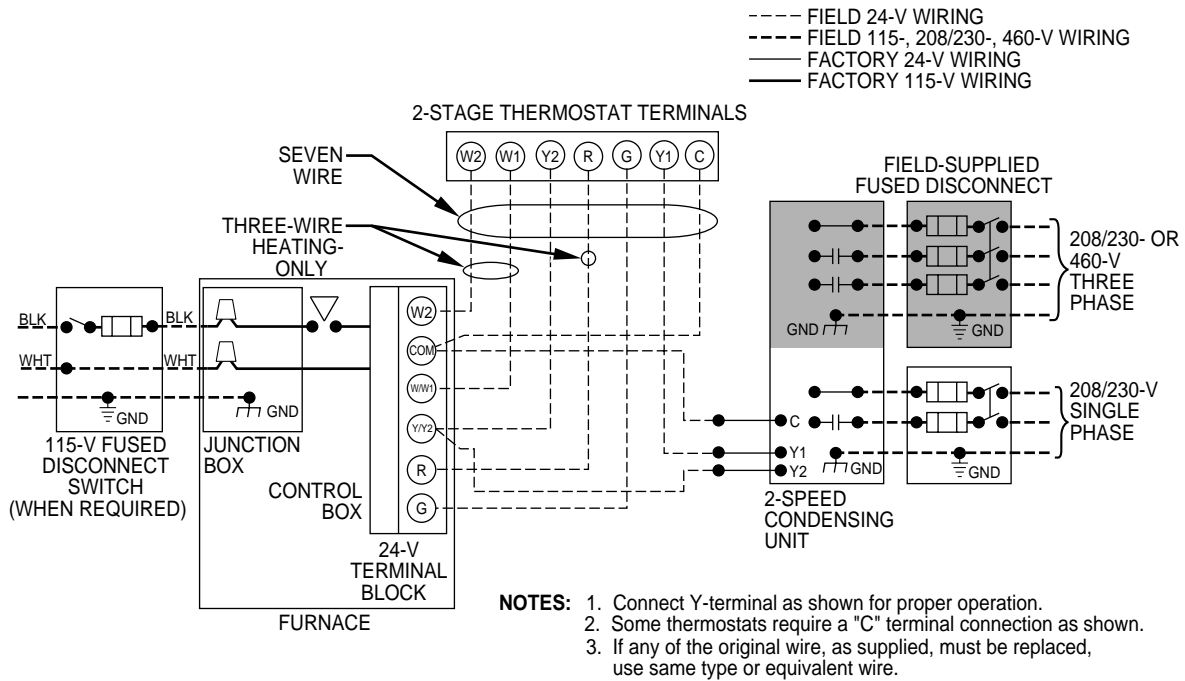 FIELD 24-V WIRING
FIELD 115-, 208/230-, 460-V WIRING
FACTORY 24-V WIRING
FACTORY 115-V WIRING
2-STAGE THERMOSTAT TERMINALS
W2 W1 Y2 R G Y1 C
SEVEN
WIRE
THREE-WIRE
HEATING-
ONLY
FIELD-SUPPLIED
FUSED DISCONNECT
208/230- OR
460-V
THREE
PHASE
GND
GND
BLK
BLK
WHT
WHT
GND
GND
115-V FUSED
DISCONNECT
SWITCH
(WHEN REQUIRED)
JUNCTION
BOX
CONTROL
BOX
W2
COM
W/W1
Y/Y2
R
G
24-V
TERMINAL
BLOCK
FURNACE
C
Y1
Y2
GND
GND
208/230-V
SINGLE
PHASE
2-SPEED
CONDENSING
UNIT
NOTES: 1. Connect Y-terminal as shown for proper operation.
2. Some thermostats require a "C" terminal connection as shown.
3. If any of the original wire, as supplied, must be replaced,
use same type or equivalent wire.